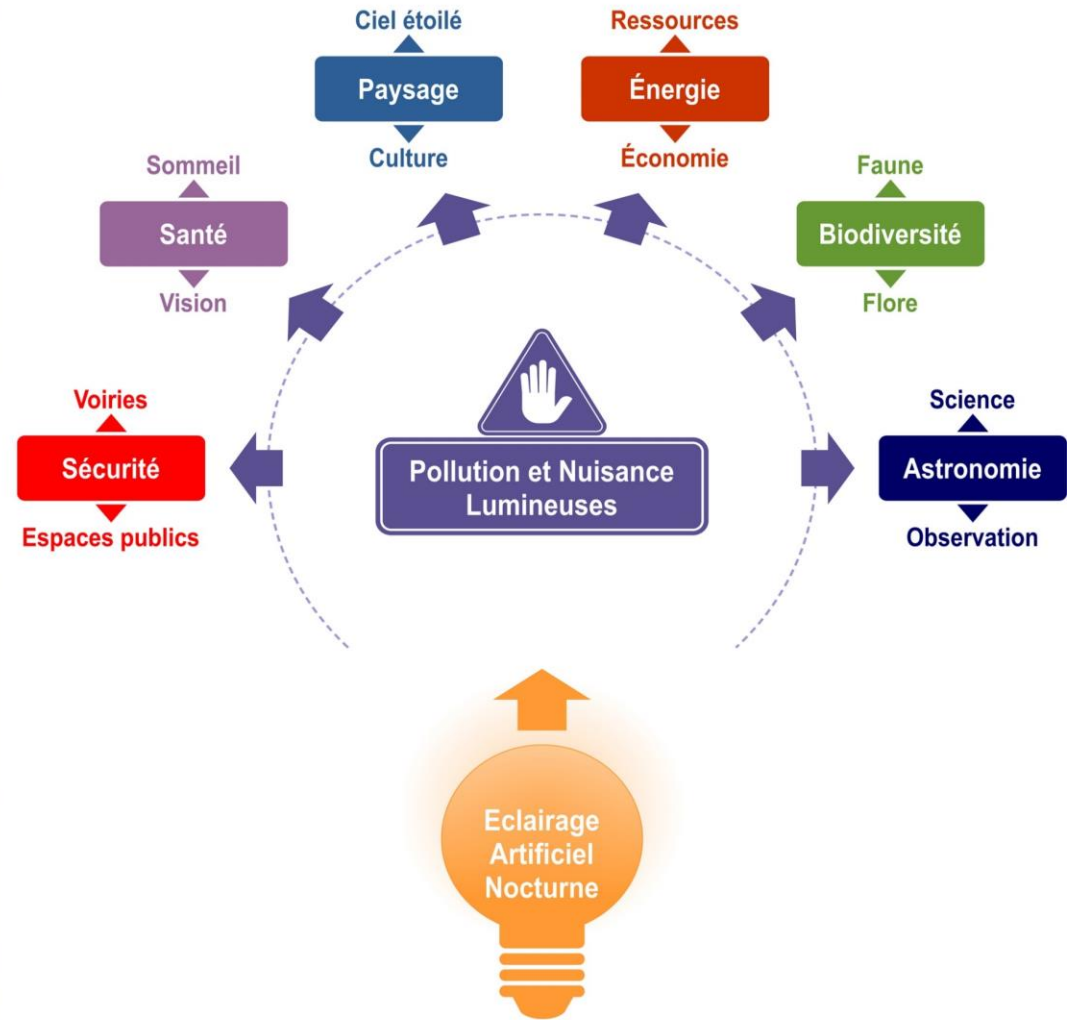 Ciel étoilé
Paysage
Culture
Ressources
Énergie
Économie
Sommeil
Santé
Vision
Faune
Biodiversité
Flore
Voiries
Sécurité
Espaces publics
Pollution et Nuisance
Lumineuses
Science
Astronomie
Observation
Eclairage
Artificiel
Nocturne